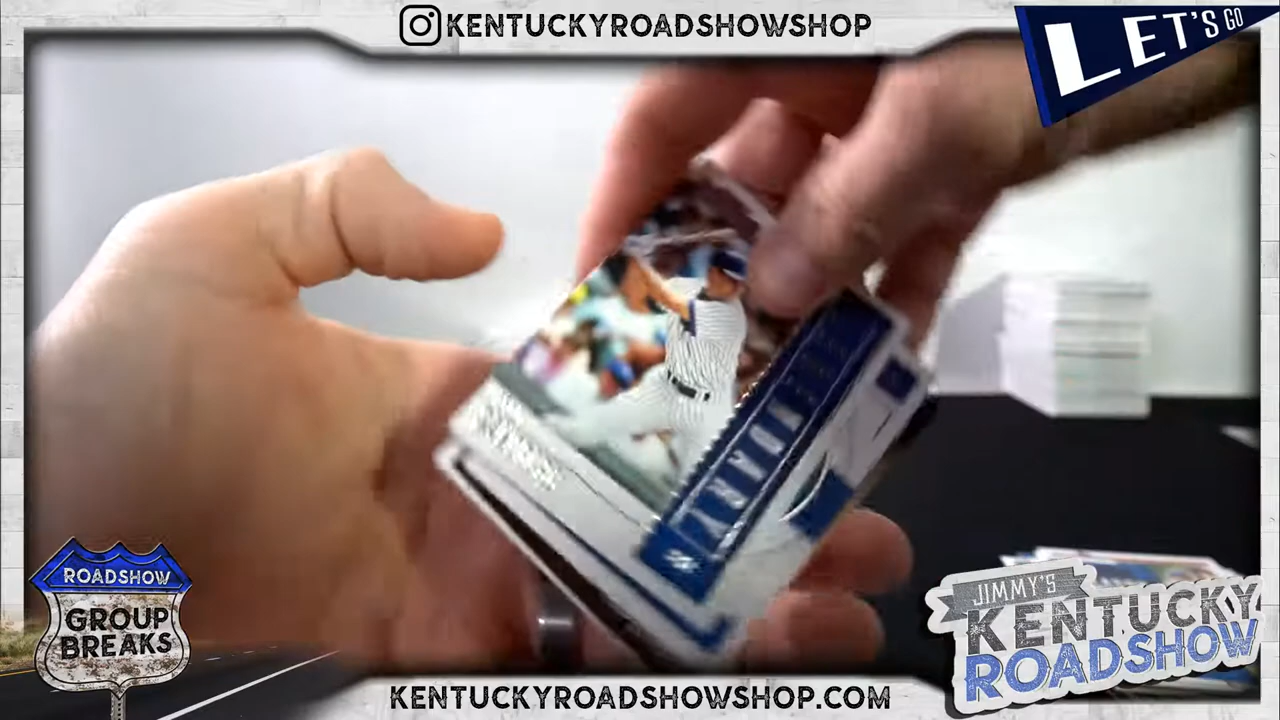 KENTUCKYROADSHOWSHOP
LET'S GO
ROADSHOW
GROUP
BREAKS
JIMMY'S
KENTUCKY
ROADSHOW
KENTUCKYROADSHOWSHOP.COM